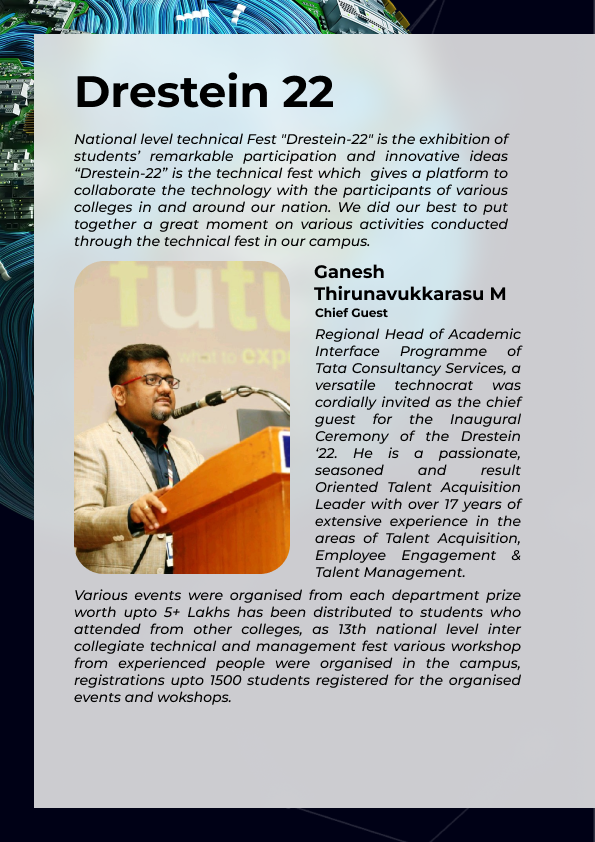 Drestein 22
National level technical Fest "Drestein-22" is the exhibition of
students’ remarkable participation and innovative ideas
“Drestein-22” is the technical fest which gives a platform to
collaborate the technology with the participants of various
colleges in and around our nation. We did our best to put
together a great moment on various activities conducted
through the technical fest in our campus.
futu
what to exp
Ganesh
Thirunavukkarasu M
Chief Guest
Regional Head of Academic
Interface Programme of
Tata Consultancy Services, a
versatile technocrat was
cordially invited as the chief
guest for the Inaugural
Ceremony of the Drestein
‘22. He is a passionate,
seasoned and result
Oriented Talent Acquisition
Leader with over 17 years of
extensive experience in the
areas of Talent Acquisition,
Employee Engagement &
Talent Management.
Various events were organised from each department prize
worth upto 5+ Lakhs has been distributed to students who
attended from other colleges, as 13th national level inter
collegiate technical and management fest various workshop
from experienced people were organised in the campus,
registrations upto 1500 students registered for the organised
events and wokshops.